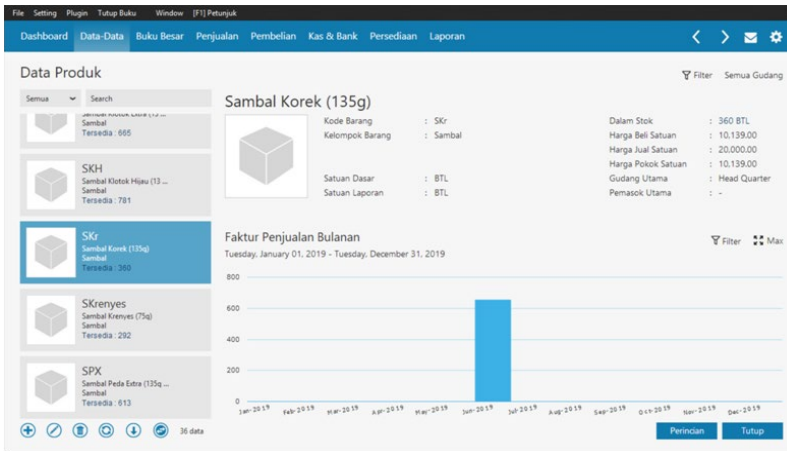 File Setting Plugin Tutup Buku Window [F1] Petunjuk
Dashboard Data-Data Buku Besar Penjualan Pembelian Kas & Bank Persediaan Laporan
Data Produk
Filter Semua Gudang
Semua Search
Sambal Klotok Extra (13 ...
Sambal
Tersedia : 665
SKH
Sambal Klotok Hijau (13 ...
Sambal
Tersedia : 781
SKr
Sambal Korek (135g)
Sambal
Tersedia : 360
SKrenyes
Sambal Krenyes (75g)
Sambal
Tersedia : 292
SPX
Sambal Peda Extra (135g ...
Sambal
Tersedia : 613
36 data
Sambal Korek (135g)
Kode Barang : SKr
Kelompok Barang : Sambal
Satuan Dasar : BTL
Satuan Laporan : BTL
Dalam Stok : 360 BTL
Harga Beli Satuan : 10,139.00
Harga Jual Satuan : 20,000.00
Harga Pokok Satuan : 10,139.00
Gudang Utama : Head Quarter
Pemasok Utama : -
Faktur Penjualan Bulanan
Filter Max
Tuesday, January 01, 2019 - Tuesday, December 31, 2019
800
600
400
200
0
Jan-2019 Feb-2019 Mar-2019 Apr-2019 May-2019 Jun-2019 Jul-2019 Aug-2019 Sep-2019 Oct-2019 Nov-2019 Dec-2019
Perincian Tutup